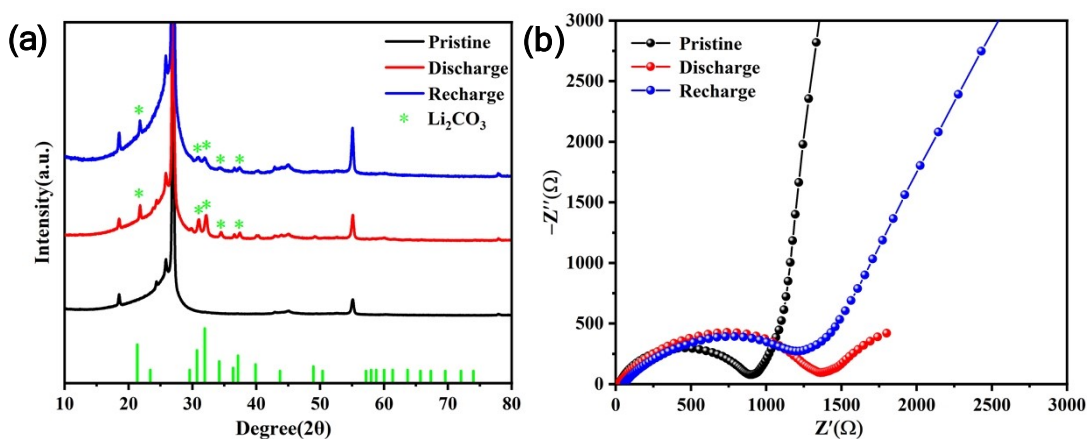 (a)
Pristine
Discharge
Recharge
* Li₂CO₃
*
* *
* *
*
* *
* *
Intensity(a.u.)
10 20 30 40 50 60 70 80
Degree(2θ)
(b)
Pristine
Discharge
Recharge
3000
2500
2000
1500
1000
500
0
−Z''(Ω)
0 500 1000 1500 2000 2500 3000
Z'(Ω)